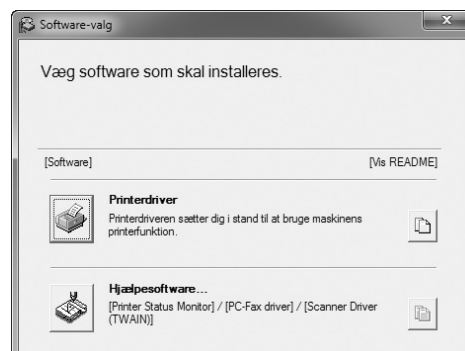 Software-valg
Væg software som skal installeres.
[Software] [Vis README]
Printerdriver
Printerdriveren sætter dig i stand til at bruge maskinens
printerfunktion.
Hjælpesoftware...
[Printer Status Monitor] / [PC-Fax driver] / [Scanner Driver
(TWAIN)]